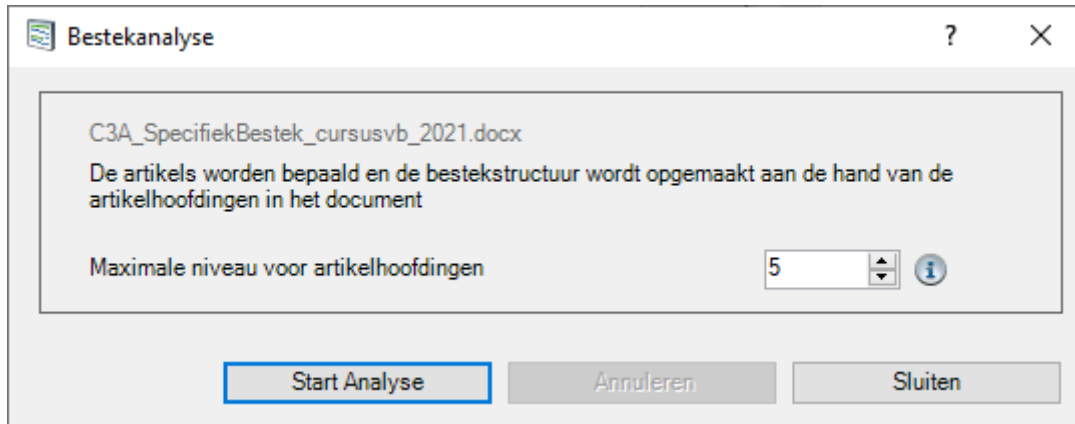 Bestekanalyse
?
C3A_SpecifiekBestek_cursusvb_2021.docx
De artikels worden bepaald en de bestekstructuur wordt opgemaakt aan de hand van de
artikelhoofdingen in het document
Maximale niveau voor artikelhoofdingen
5
Start Analyse
Annuleren
Sluiten